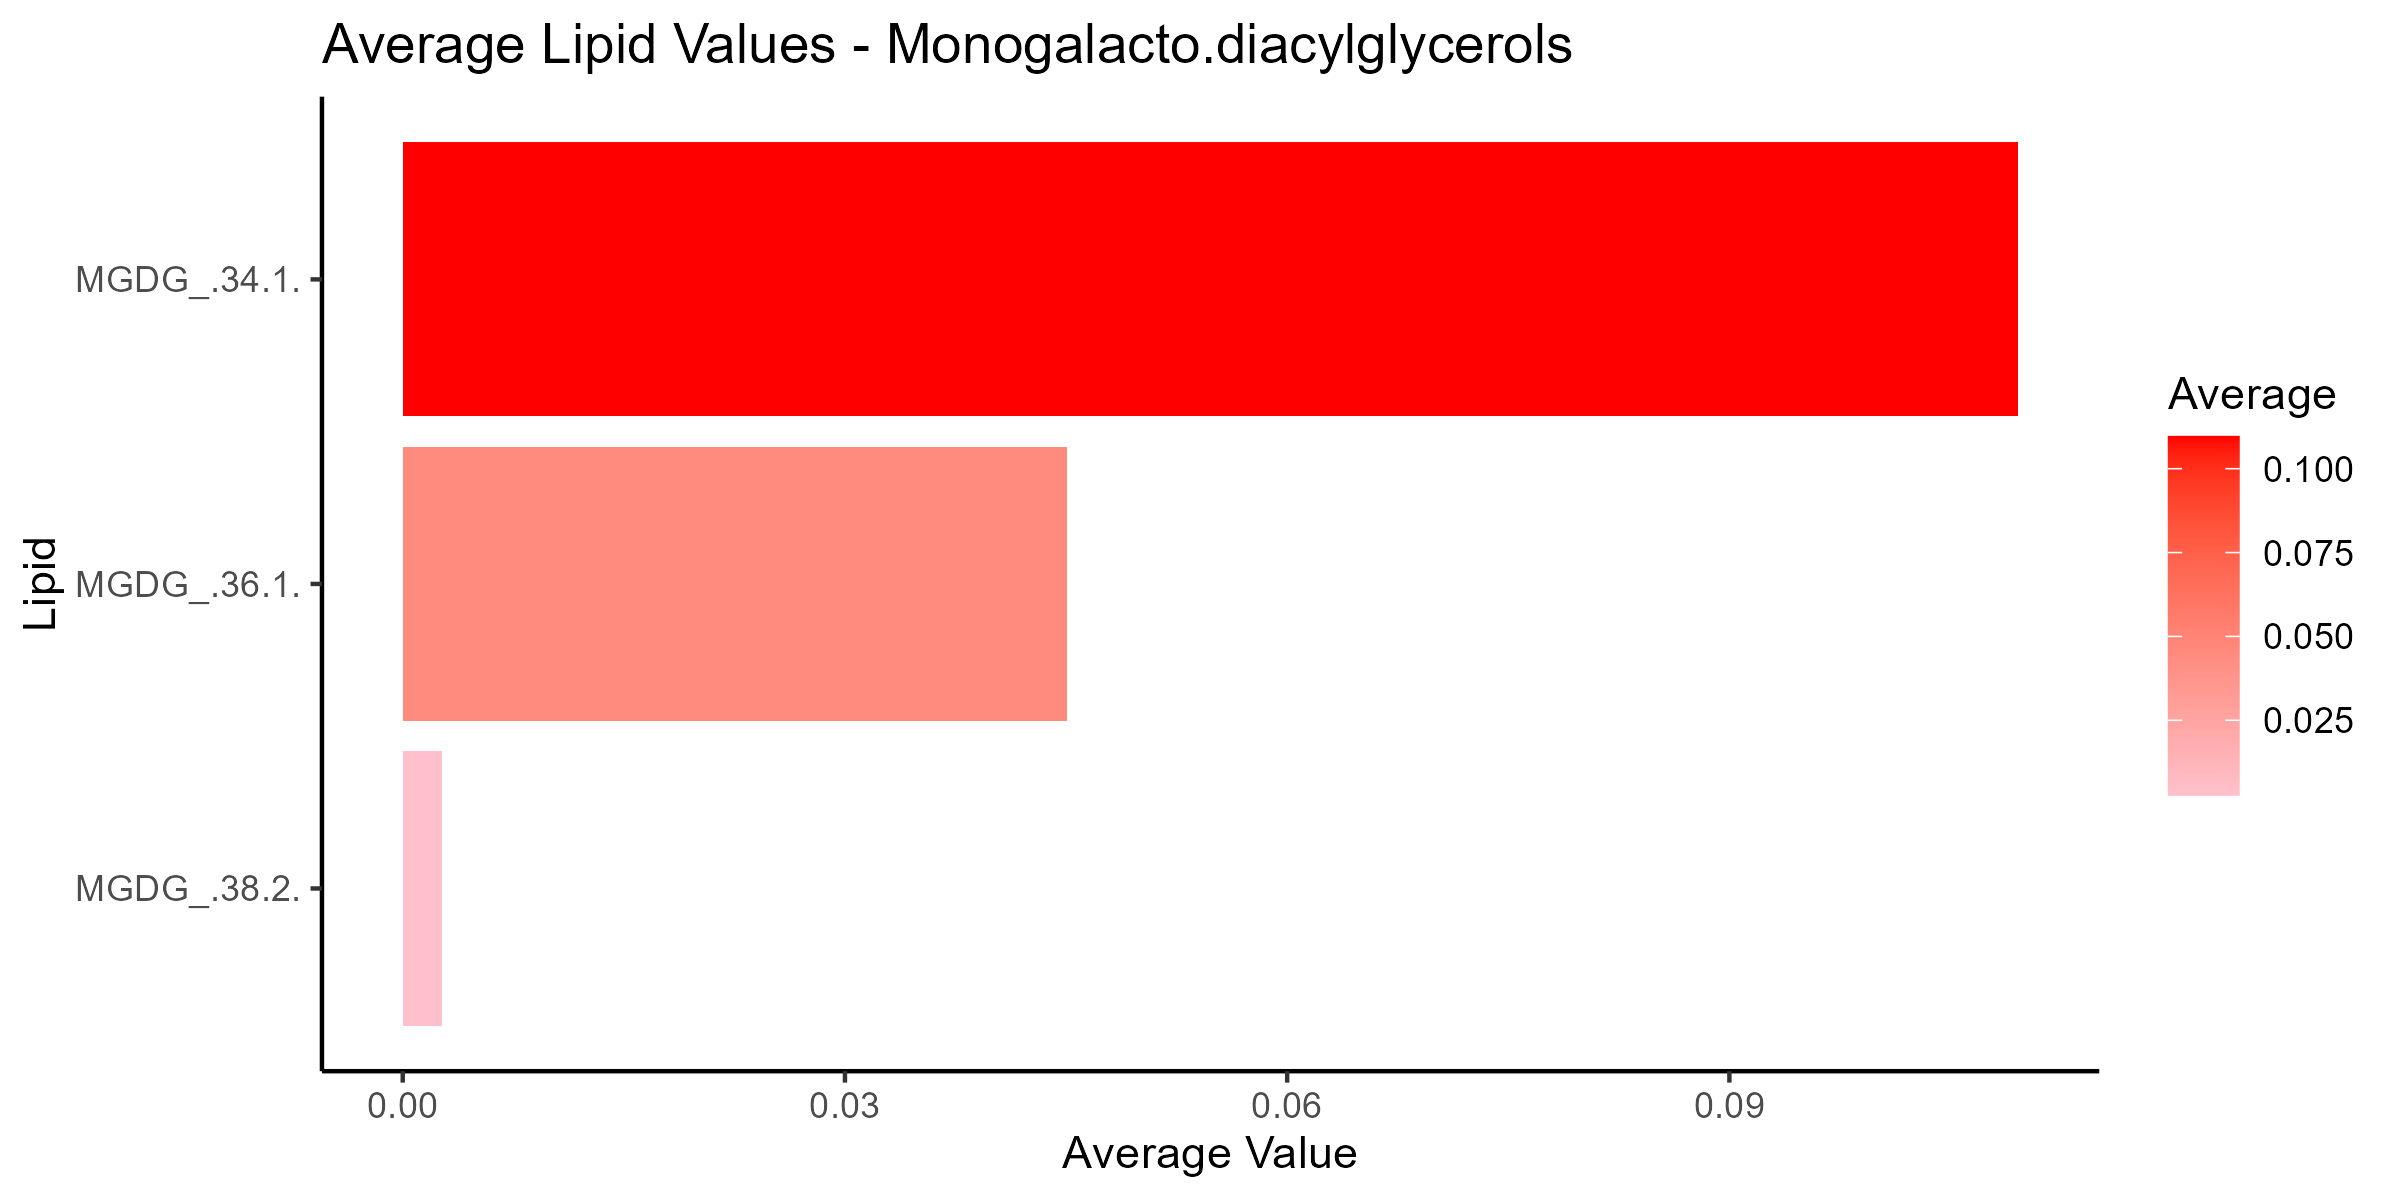 Average Lipid Values - Monogalacto.diacylglycerols
Lipid
MGDG_.34.1.
MGDG_.36.1.
MGDG_.38.2.
0.00
0.03
0.06
0.09
Average Value
Average
0.100
0.075
0.050
0.025